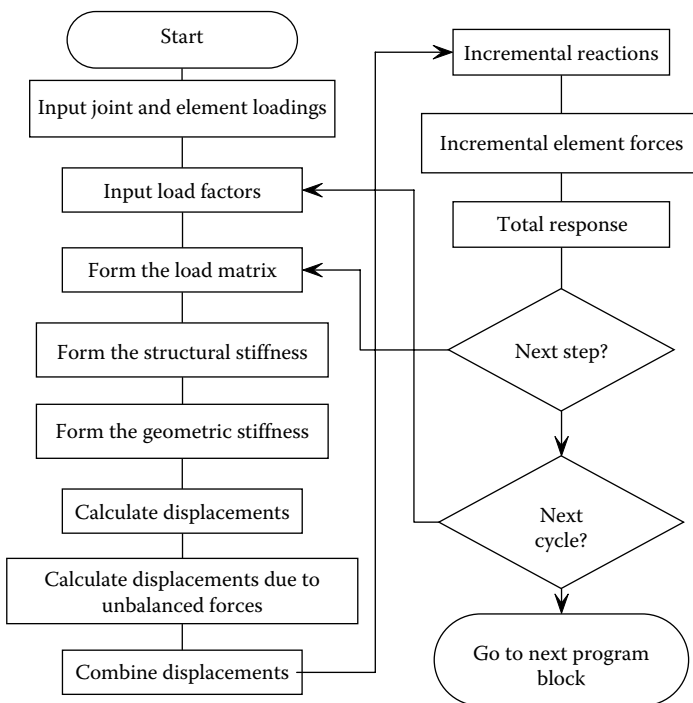 Start
Input joint and element loadings
Input load factors
Form the load matrix
Form the structural stiffness
Form the geometric stiffness
Calculate displacements
Calculate displacements due to
unbalanced forces
Combine displacements
Incremental reactions
Incremental element forces
Total response
Next step?
Next
cycle?
Go to next program
block